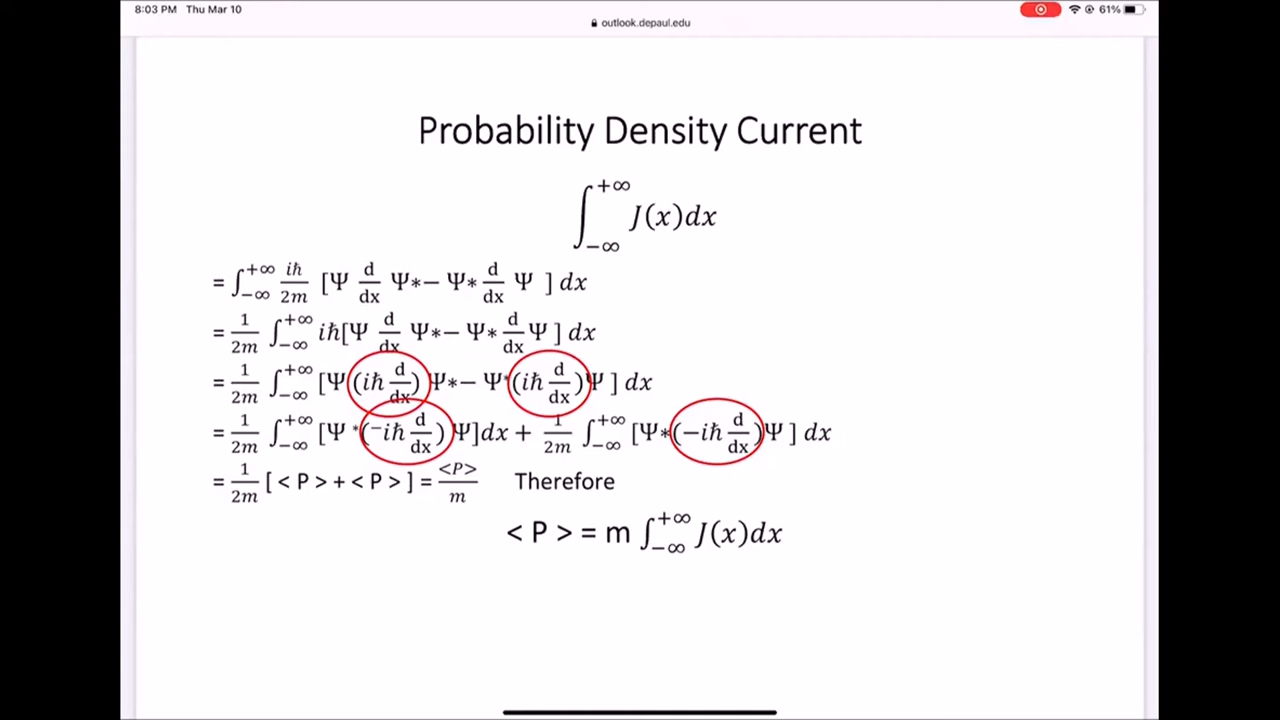 8:03 PM Thu Mar 10
outlook.depaul.edu
61%
Probability Density Current
∫₋∞⁺∞ J(x)dx
= ∫₋∞⁺∞ iħ/2m [Ψ d/dx Ψ∗− Ψ∗ d/dx Ψ ] dx
= 1/2m ∫₋∞⁺∞ iħ[Ψ d/dx Ψ∗− Ψ∗ d/dx Ψ ] dx
= 1/2m ∫₋∞⁺∞ [Ψ (iħ d/dx) Ψ∗− Ψ*(iħ d/dx)Ψ ] dx
= 1/2m ∫₋∞⁺∞ [Ψ *(⁻iħ d/dx) Ψ]dx + 1/2m ∫₋∞⁺∞ [Ψ∗(−iħ d/dx)Ψ ] dx
= 1/2m [ < P > + < P > ] = <P>/m Therefore
< P > = m ∫₋∞⁺∞ J(x)dx